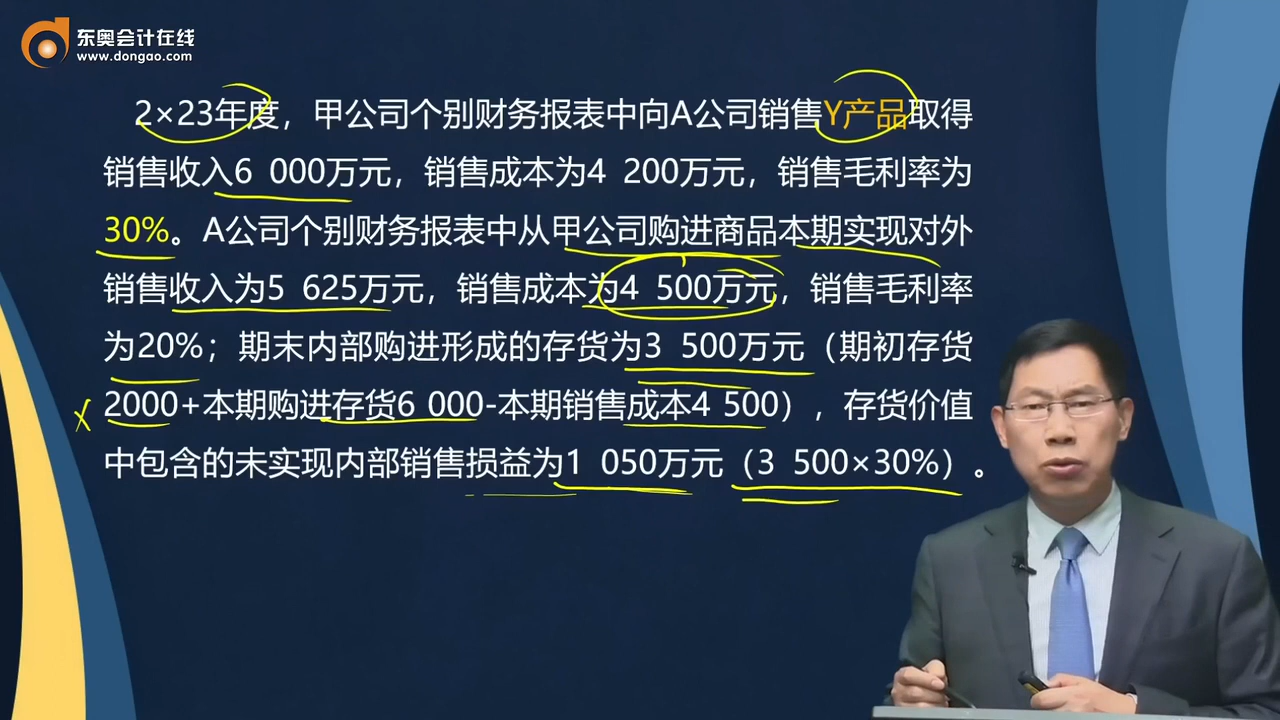 东奥会计在线
www.dongao.com
2×23年度，甲公司个别财务报表中向A公司销售Y产品取得
销售收入6 000万元，销售成本为4 200万元，销售毛利率为
30%。A公司个别财务报表中从甲公司购进商品本期实现对外
销售收入为5 625万元，销售成本为4 500万元，销售毛利率
为20%；期末内部购进形成的存货为3 500万元（期初存货
2000+本期购进存货6 000-本期销售成本4 500），存货价值
中包含的未实现内部销售损益为1 050万元（3 500×30%）。